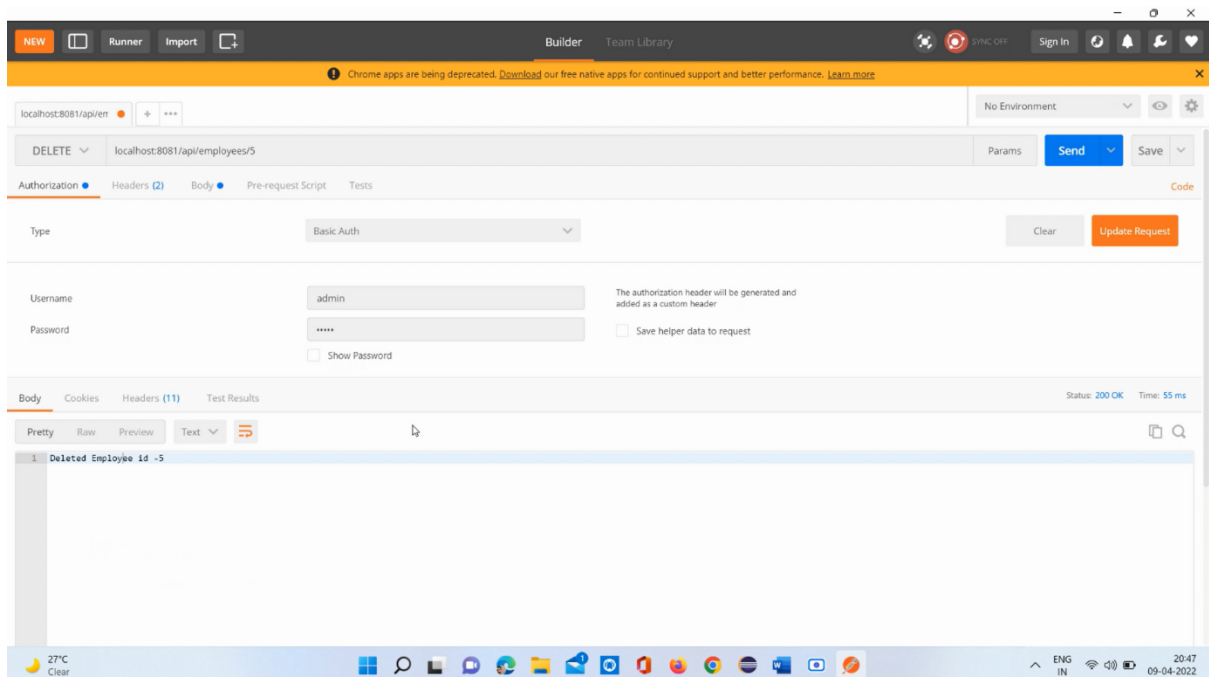 NEW Runner Import Builder Team Library SYNC OFF Sign In
Chrome apps are being deprecated. Download our free native apps for continued support and better performance. Learn more
localhost:8081/api/em No Environment
DELETE localhost:8081/api/employees/5 Params Send Save
Authorization Headers (2) Body Pre-request Script Tests Code
Type Basic Auth Clear Update Request
Username admin The authorization header will be generated and
added as a custom header
Password ••••• Save helper data to request
Show Password
Body Cookies Headers (11) Test Results Status: 200 OK Time: 55 ms
Pretty Raw Preview Text
1 Deleted Employee id -5
27°C ENG 20:47
Clear IN 09-04-2022